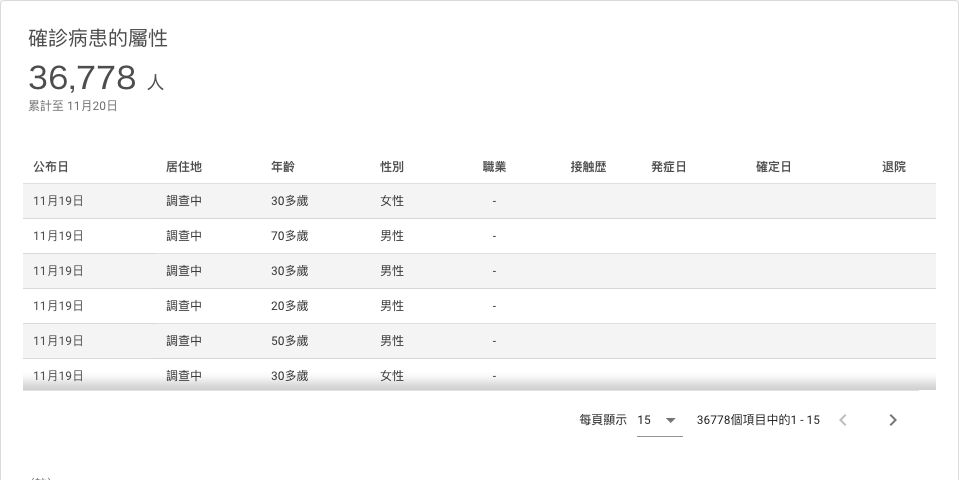 確診病患的屬性
36,778 人
累計至 11月20日
公布日 居住地 年齡 性別 職業 接触歴 発症日 確定日 退院
11月19日 調查中 30多歲 女性 -
11月19日 調查中 70多歲 男性 -
11月19日 調查中 30多歲 男性 -
11月19日 調查中 20多歲 男性 -
11月19日 調查中 50多歲 男性 -
11月19日 調查中 30多歲 女性 -
每頁顯示 15 36778個項目中的1 - 15